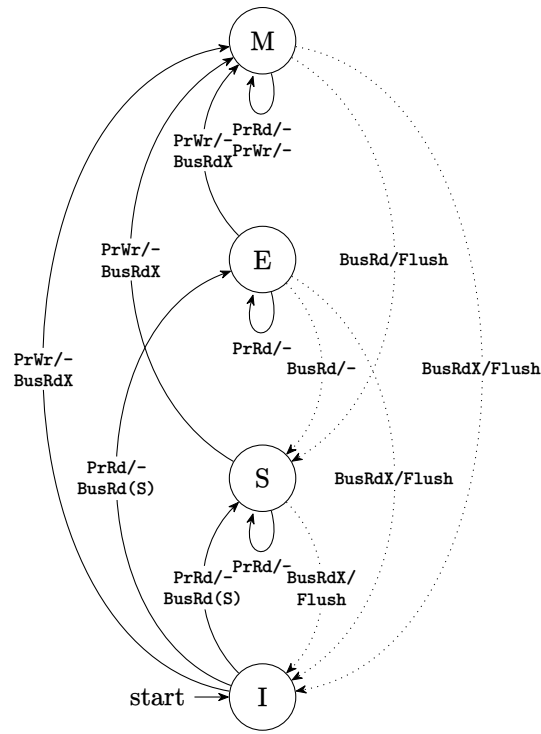 M
PrRd/-
PrWr/-
PrWr/-
BusRdX
PrWr/-
BusRdX
E
BusRd/Flush
PrRd/-
BusRd/-
PrWr/-
BusRdX
BusRdX/Flush
PrRd/-
BusRd(S)
S
BusRdX/Flush
PrRd/-
PrRd/-
BusRd(S)
BusRdX/
Flush
start
I